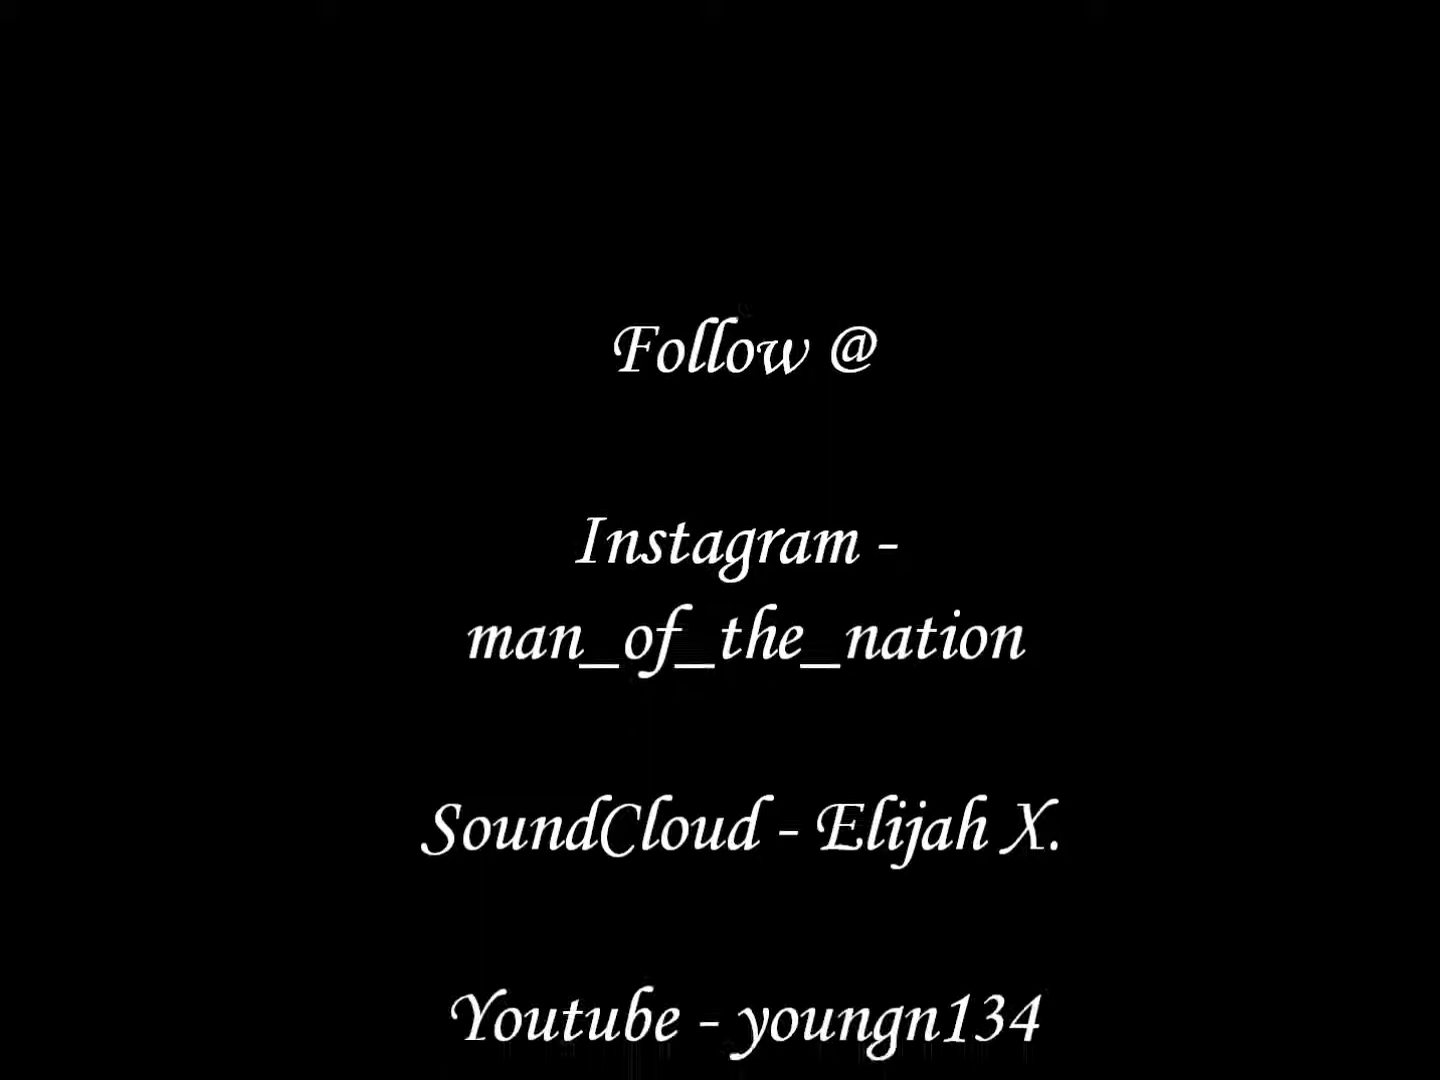 Follow @
Instagram -
man_of_the_nation
SoundCloud - Elijah X.
Youtube - youngn134